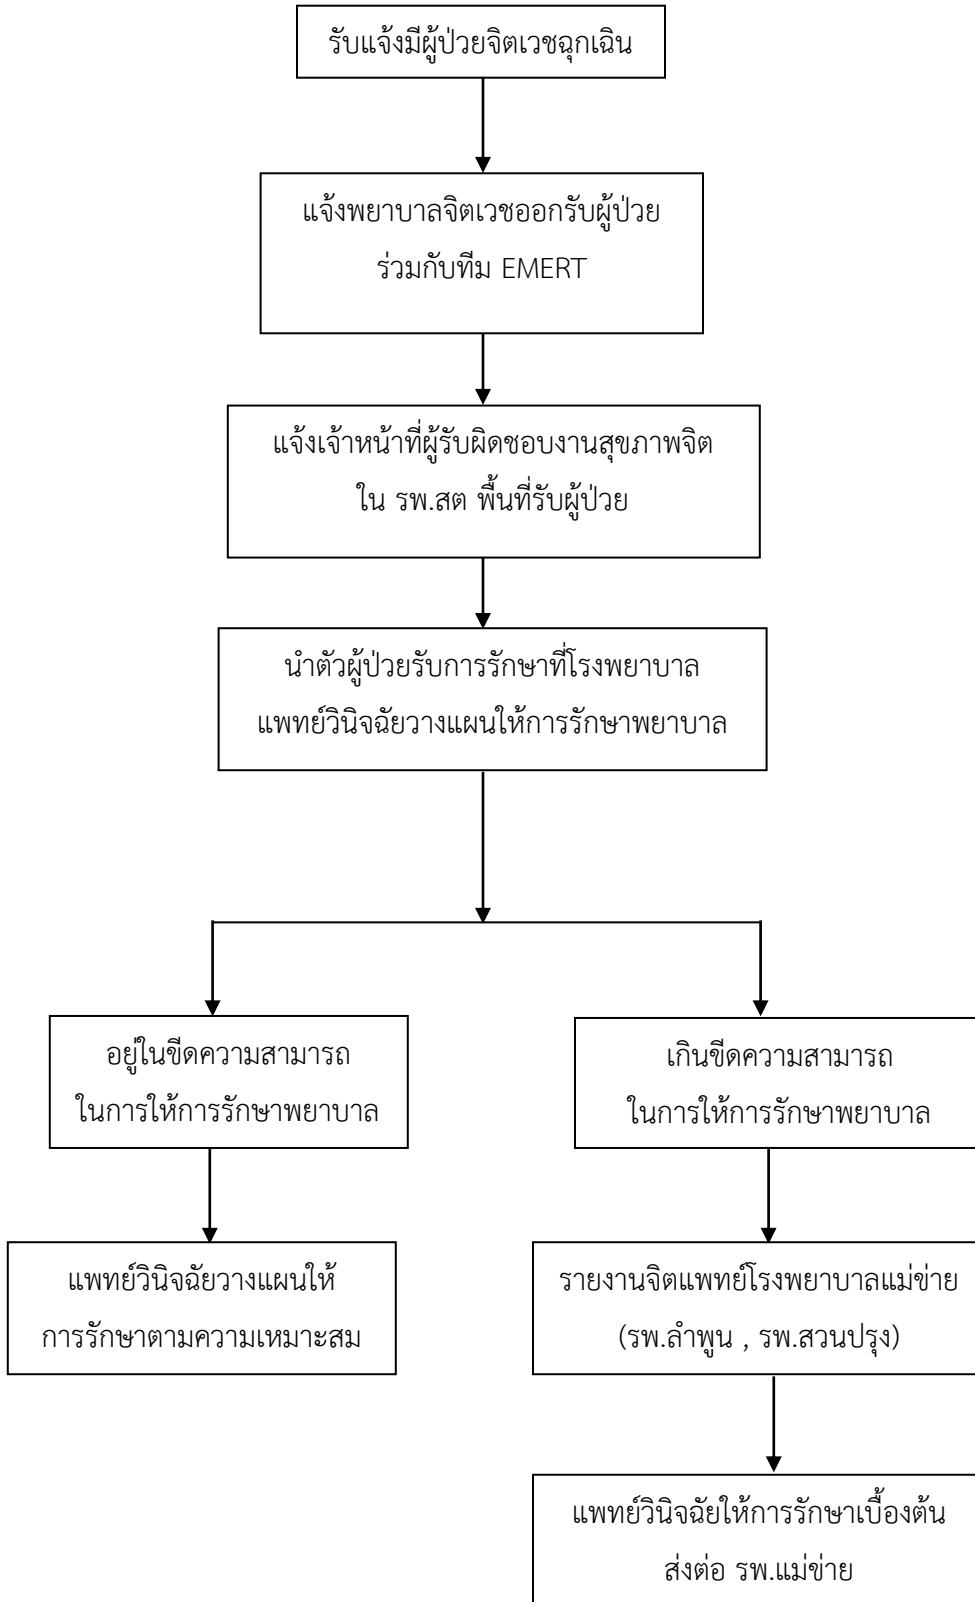 รับแจ้งมีผู้ป่วยจิตเวชฉุกเฉิน
แจ้งพยาบาลจิตเวชออกรับผู้ป่วย
ร่วมกับทีม EMERT
แจ้งเจ้าหน้าที่ผู้รับผิดชอบงานสุขภาพจิต
ใน รพ.สต พื้นที่รับผู้ป่วย
นำตัวผู้ป่วยรับการรักษาที่โรงพยาบาล
แพทย์วินิจฉัยวางแผนให้การรักษาพยาบาล
อยู่ในขีดความสามารถ
ในการให้การรักษาพยาบาล
เกินขีดความสามารถ
ในการให้การรักษาพยาบาล
แพทย์วินิจฉัยวางแผนให้
การรักษาตามความเหมาะสม
รายงานจิตแพทย์โรงพยาบาลแม่ข่าย
(รพ.ลำพูน , รพ.สวนปรุง)
แพทย์วินิจฉัยให้การรักษาเบื้องต้น
ส่งต่อ รพ.แม่ข่าย